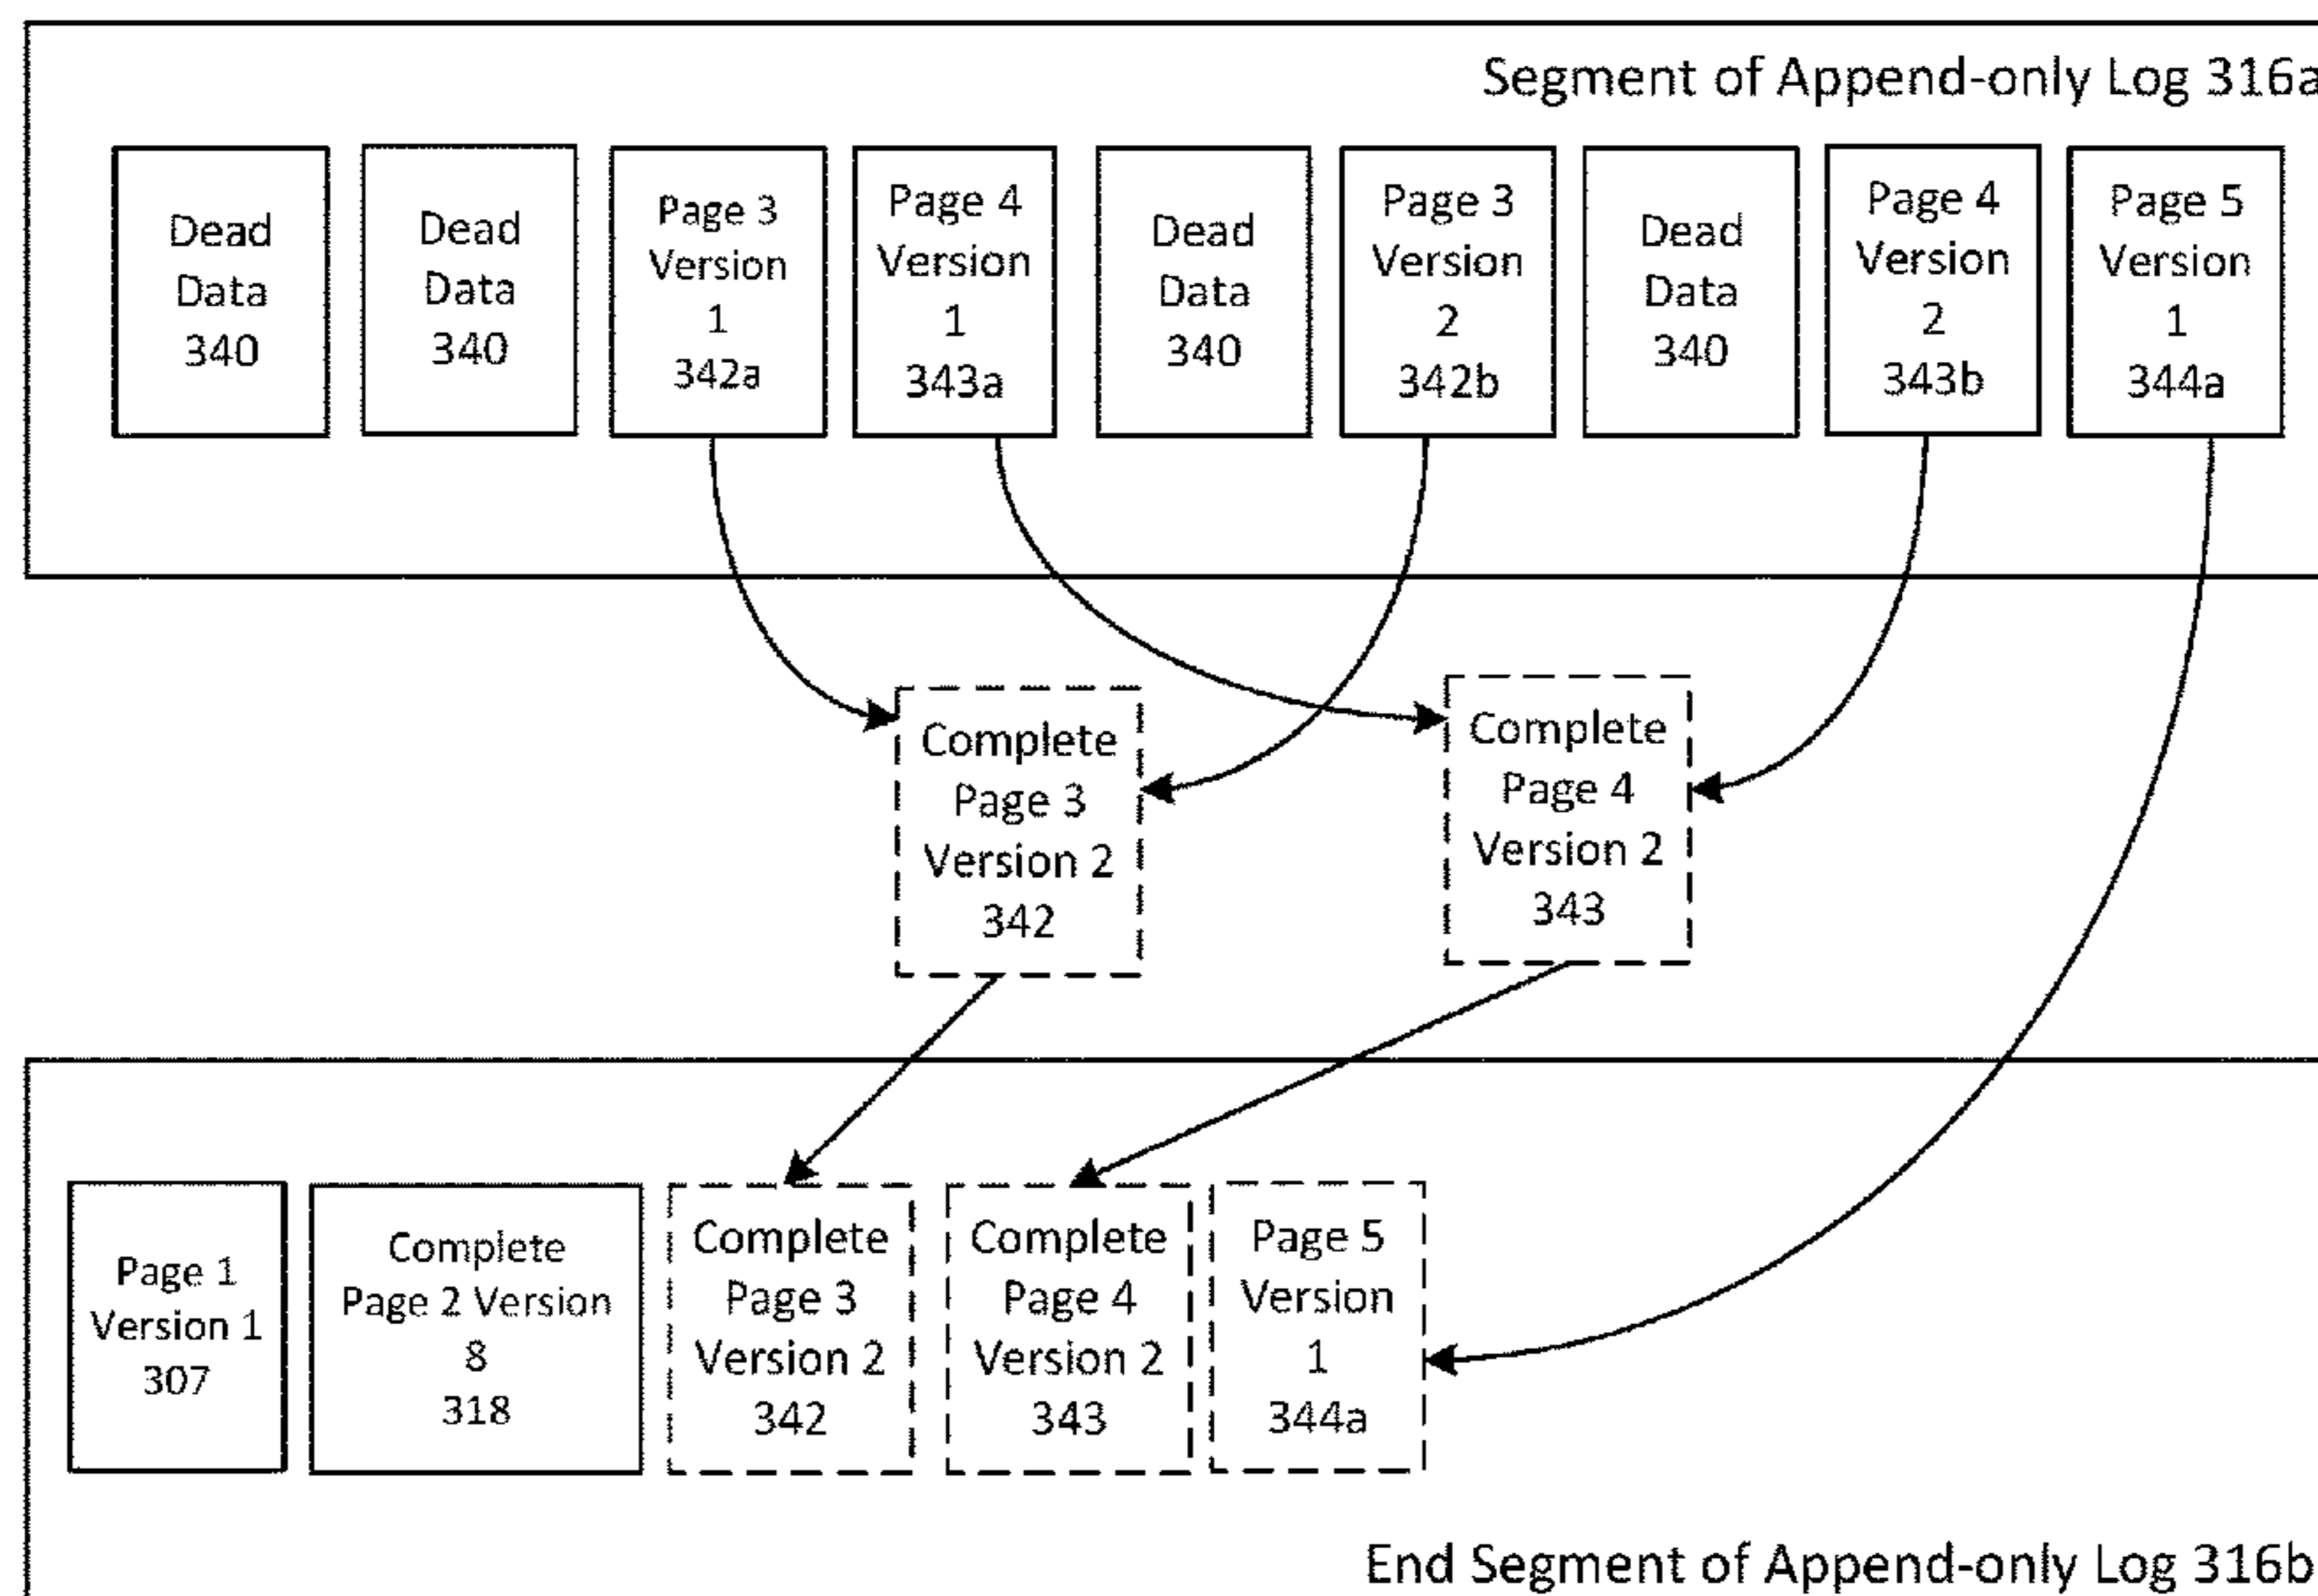 Segment of Append-only Log 316a
Dead
Data
340
Dead
Data
340
Page 3
Version
1
342a
Page 4
Version
1
343a
Dead
Data
340
Page 3
Version
2
342b
Dead
Data
340
Page 4
Version
2
343b
Page 5
Version
1
344a
Complete
Page 3
Version 2
342
Complete
Page 4
Version 2
343
Page 1
Version 1
307
Complete
Page 2 Version
8
318
Complete
Page 3
Version 2
342
Complete
Page 4
Version 2
343
Page 5
Version
1
344a
End Segment of Append-only Log 316b